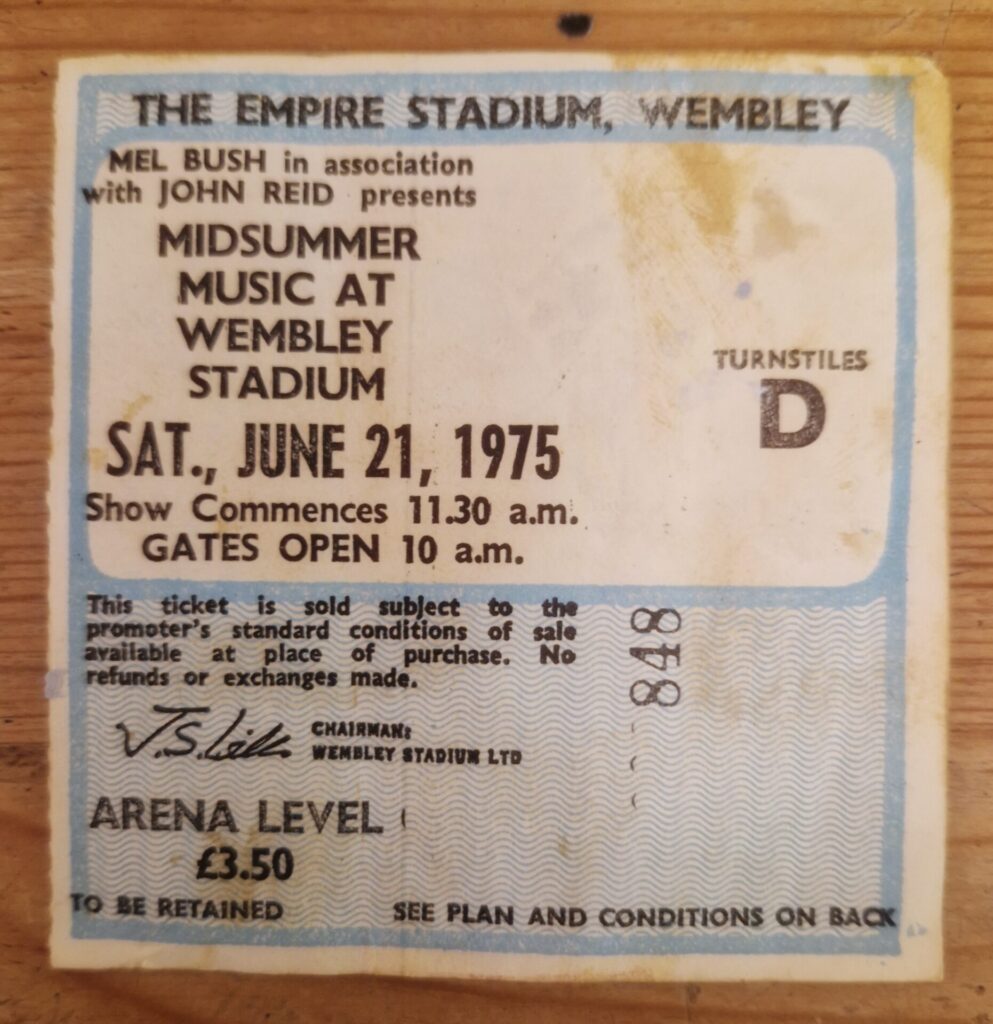 THE EMPIRE STADIUM, WEMBLEY
MEL BUSH in association
with JOHN REID presents
MIDSUMMER
MUSIC AT
WEMBLEY
STADIUM
SAT., JUNE 21, 1975
Show Commences 11.30 a.m.
GATES OPEN 10 a.m.
TURNSTILES
D
This ticket is sold subject to the
promoter's standard conditions of sale
available at place of purchase. No
refunds or exchanges made.
848
J.S.Lill
CHAIRMAN:
WEMBLEY STADIUM LTD
ARENA LEVEL
£3.50
TO BE RETAINED
SEE PLAN AND CONDITIONS ON BACK